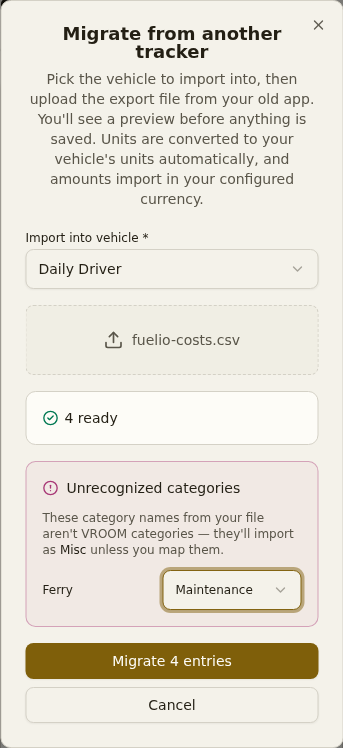 Migrate from another
tracker
Pick the vehicle to import into, then
upload the export file from your old app.
You'll see a preview before anything is
saved. Units are converted to your
vehicle's units automatically, and
amounts import in your configured
currency.
Import into vehicle *
Daily Driver
fuelio-costs.csv
4 ready
Unrecognized categories
These category names from your file
aren't VROOM categories — they'll import
as Misc unless you map them.
Ferry
Maintenance
Migrate 4 entries
Cancel